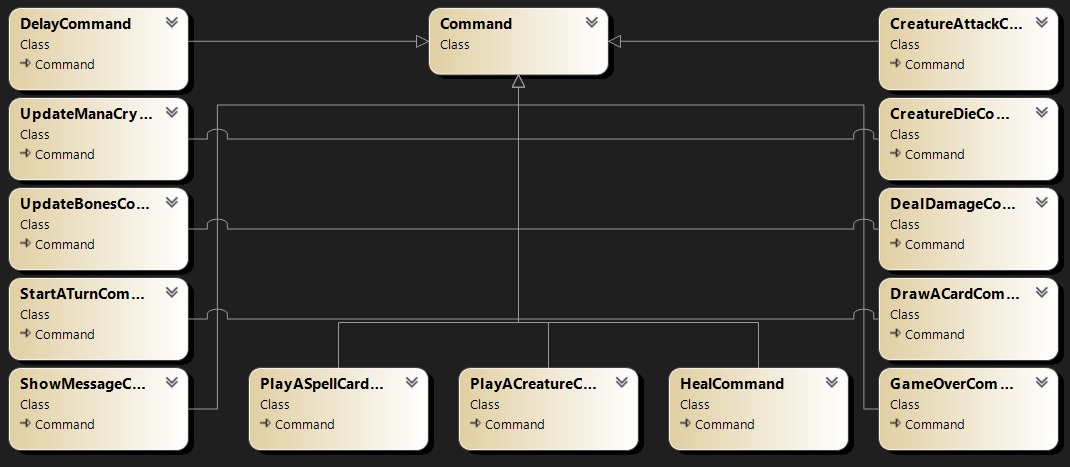 DelayCommand
Class
Command
Command
Class
CreatureAttackC...
Class
Command
UpdateManaCry...
Class
Command
CreatureDieCo...
Class
Command
UpdateBonesCo...
Class
Command
DealDamageCo...
Class
Command
StartATurnCom...
Class
Command
DrawACardCom...
Class
Command
ShowMessageC...
Class
Command
PlayASpellCard...
Class
Command
PlayACreatureC...
Class
Command
HealCommand
Class
Command
GameOverCom...
Class
Command